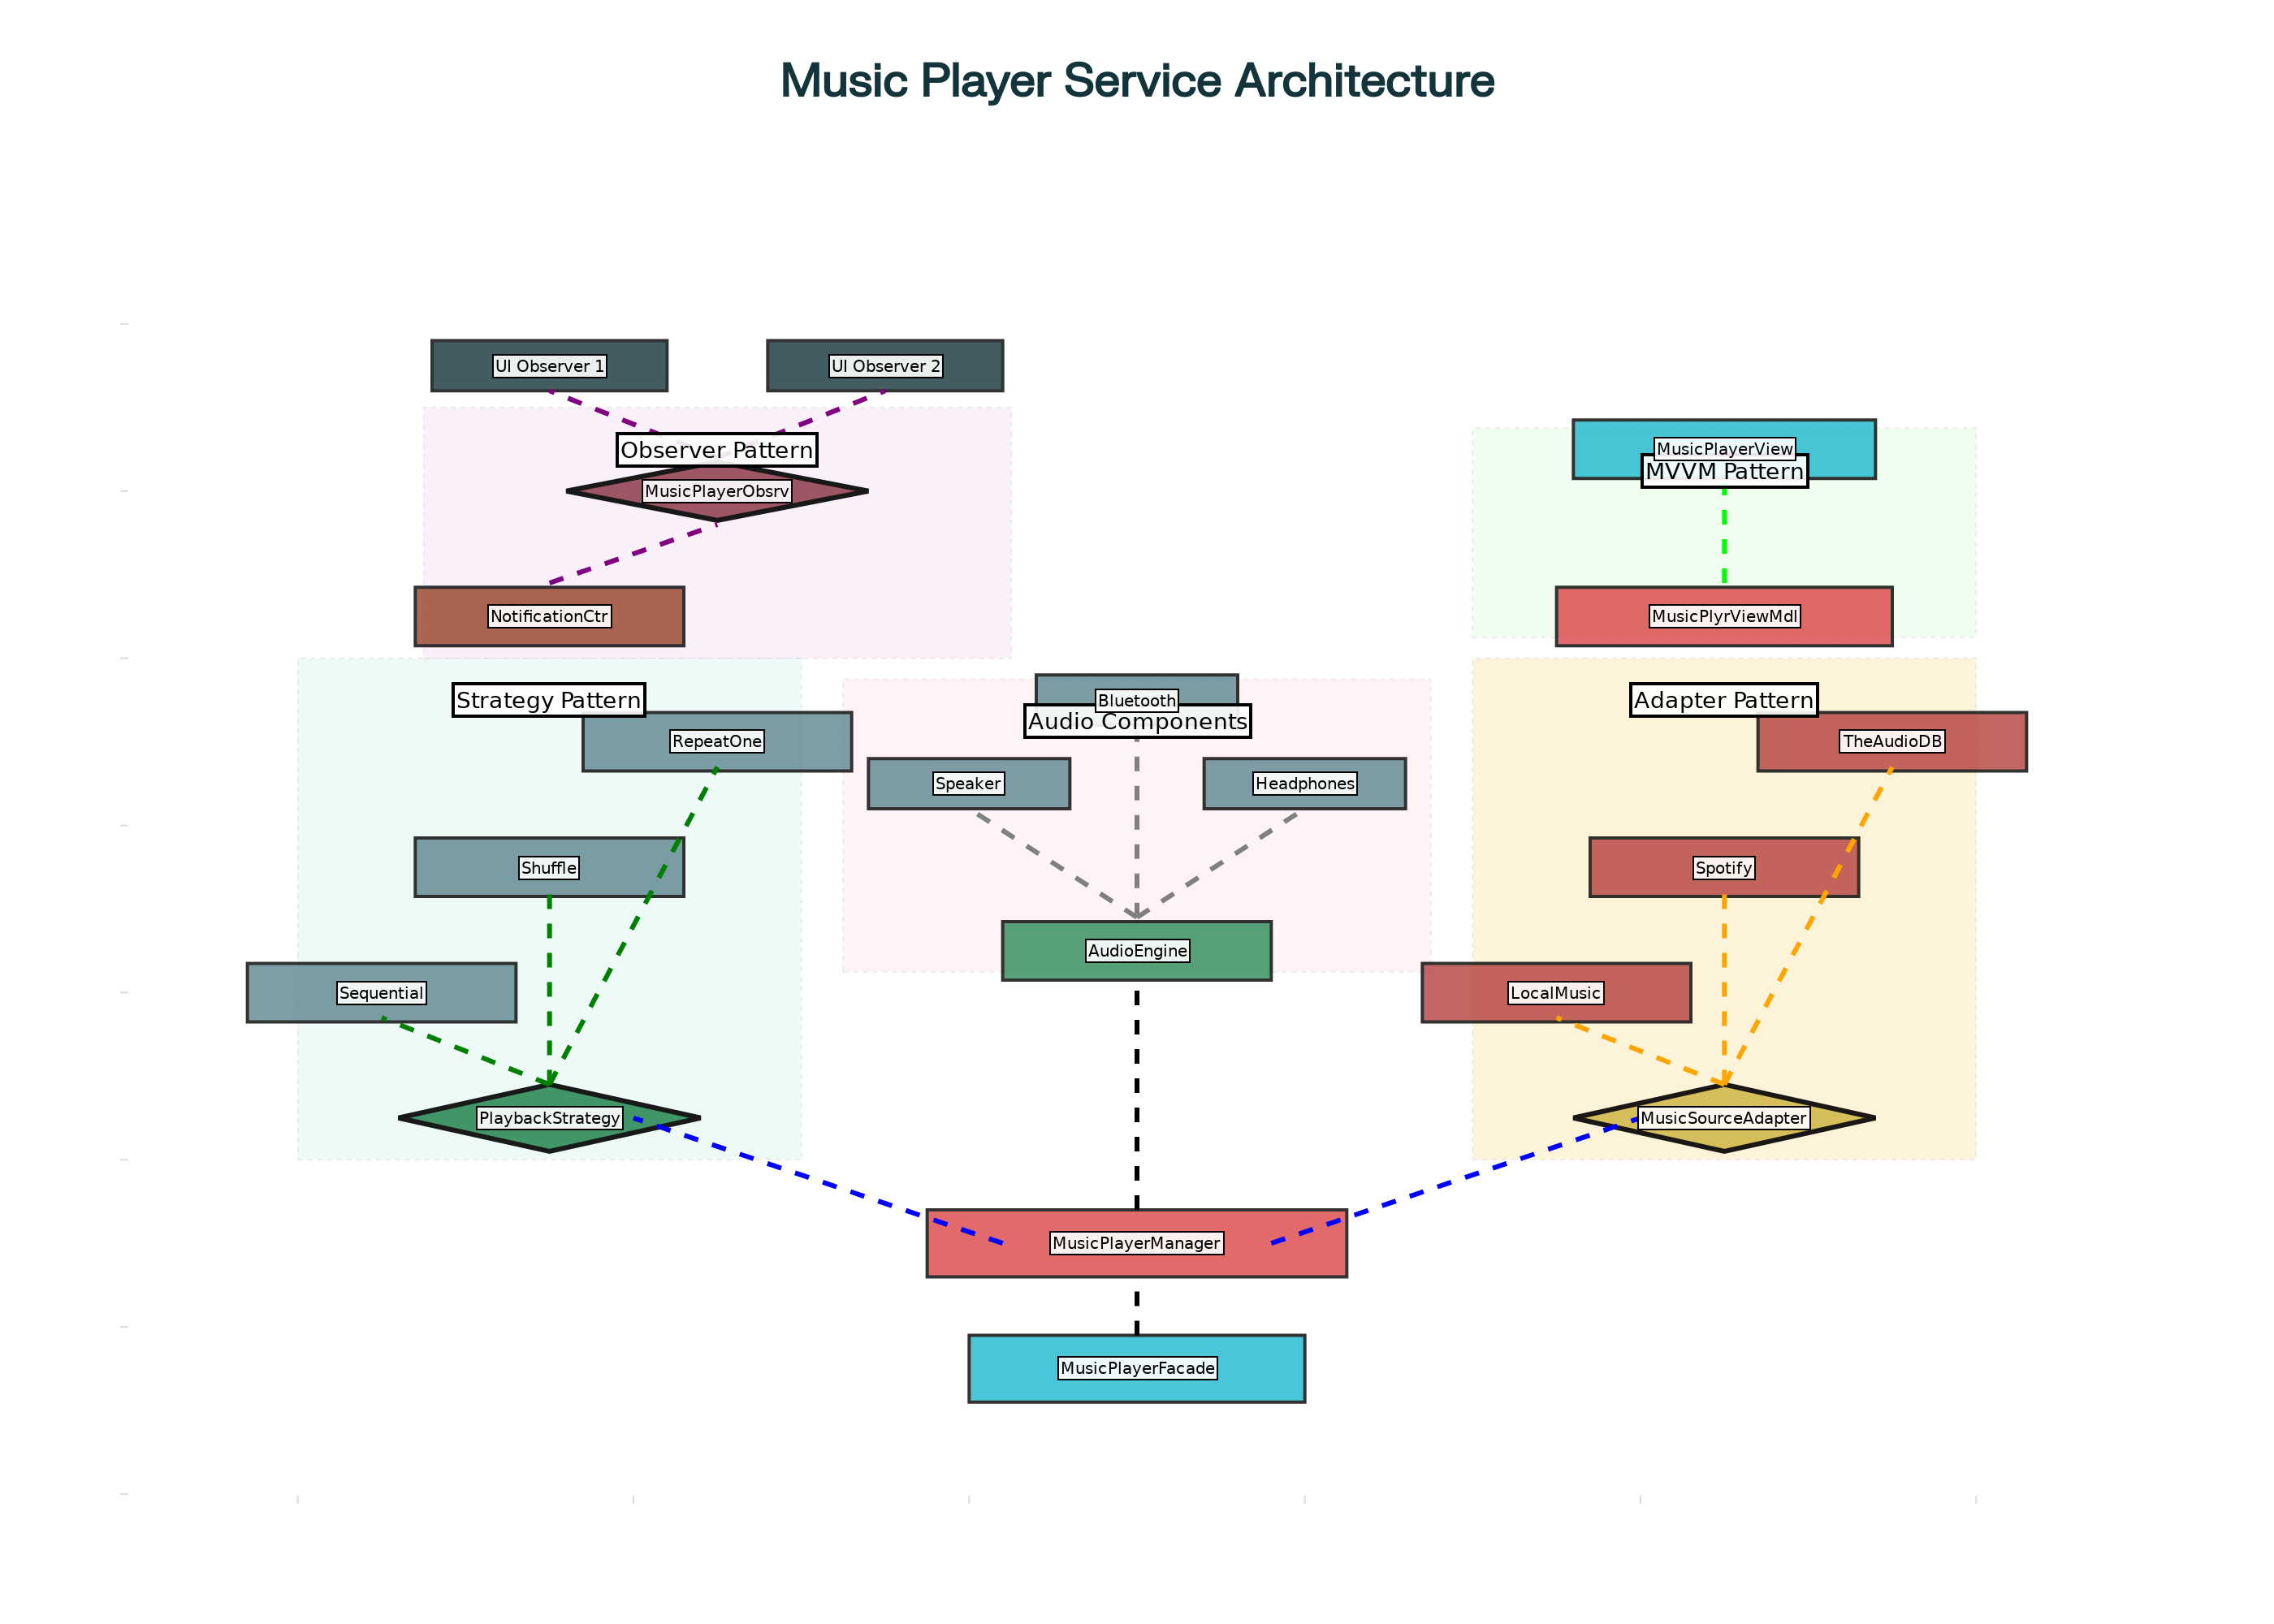 Music Player Service Architecture
UI Observer 1
UI Observer 2
Observer Pattern
MusicPlayerObsrv
MusicPlayerView
MVVM Pattern
NotificationCtr
MusicPlyrViewMdl
Strategy Pattern
Bluetooth
Audio Components
Adapter Pattern
RepeatOne
TheAudioDB
Speaker
Headphones
Shuffle
Spotify
AudioEngine
Sequential
LocalMusic
PlaybackStrategy
MusicSourceAdapter
MusicPlayerManager
MusicPlayerFacade